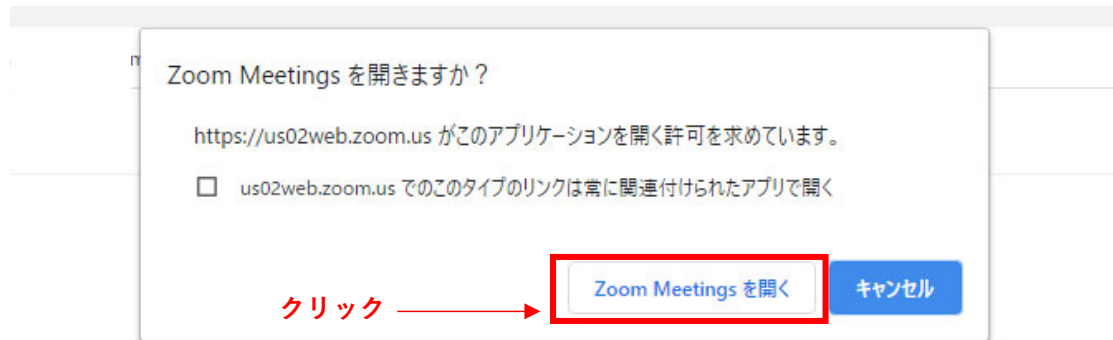 Zoom Meetings を開きますか？
https://us02web.zoom.us がこのアプリケーションを開く許可を求めています。
us02web.zoom.us でのこのタイプのリンクは常に関連付けられたアプリで開く
Zoom Meetings を開く
キャンセル
クリック